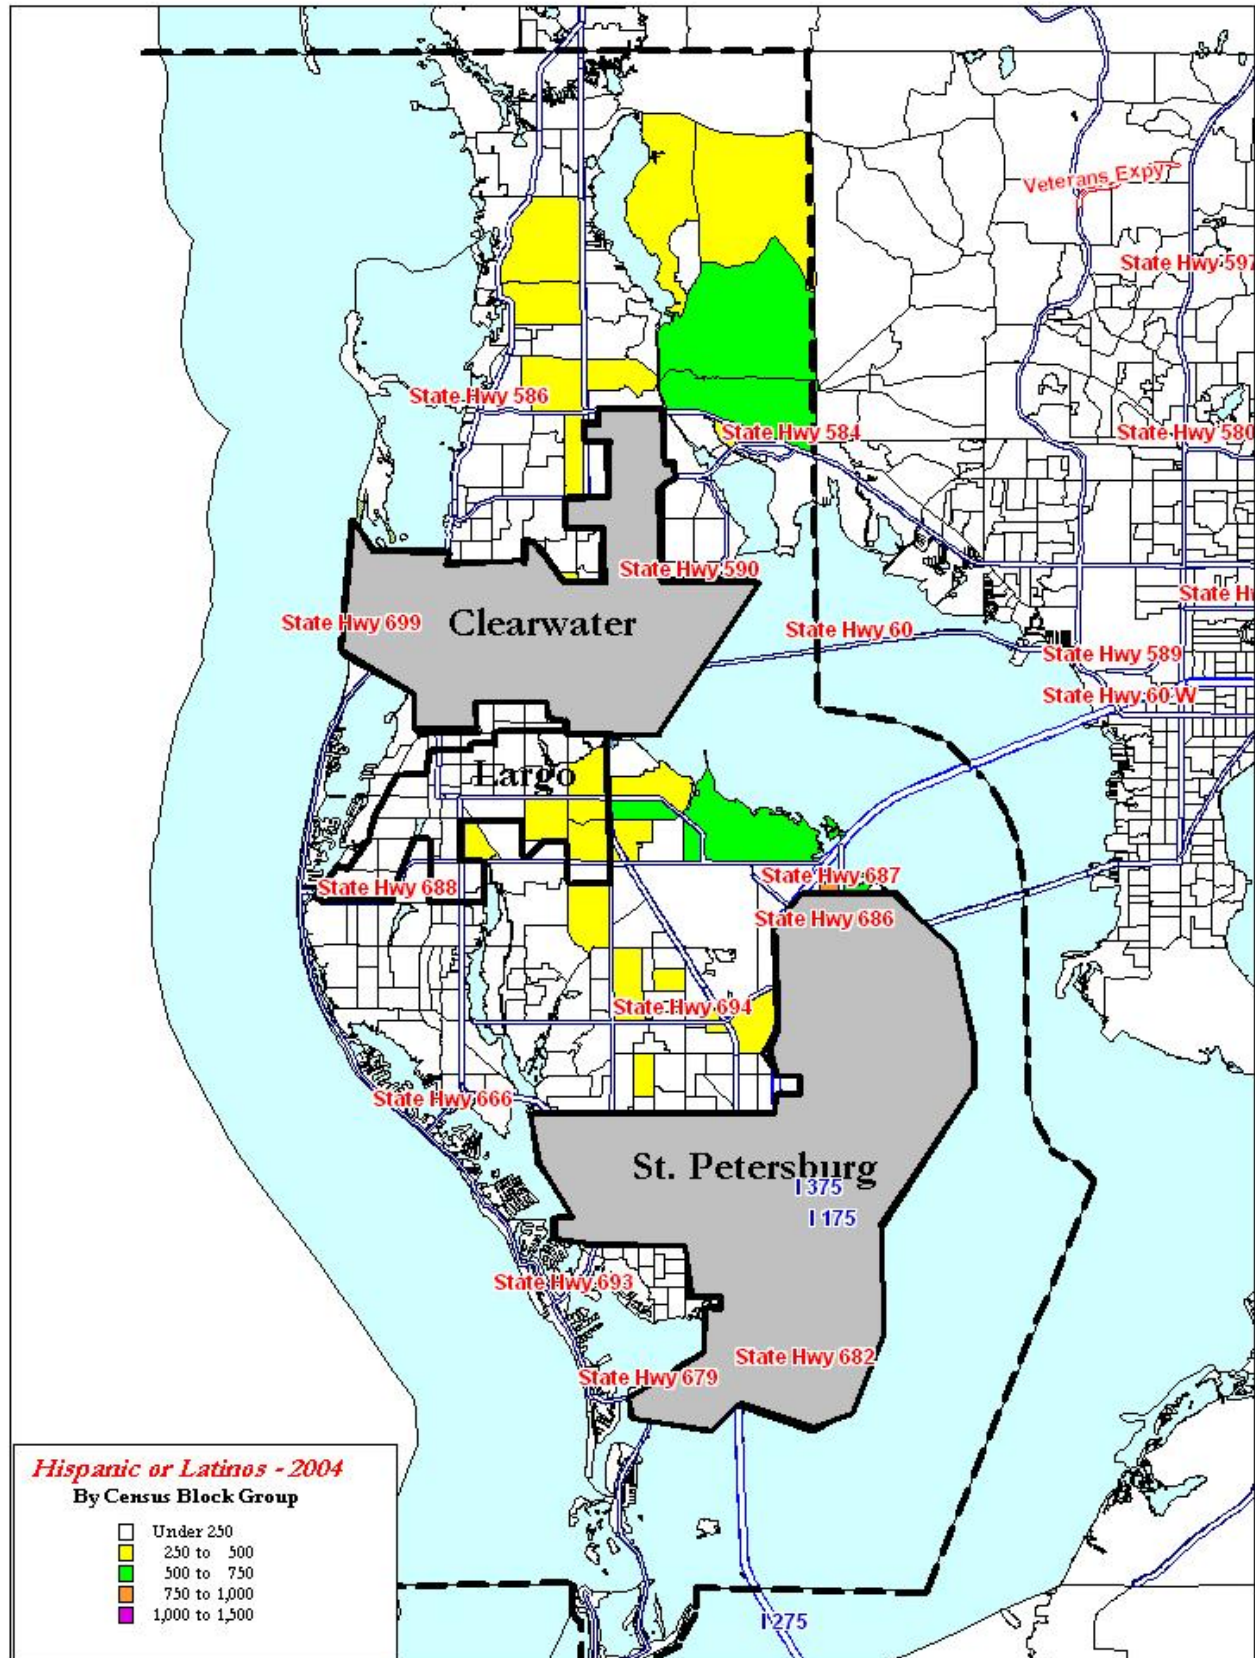 Veterans Expy
State Hwy 597
State Hwy 586
State Hwy 584
State Hwy 580
State Hwy 590
State H
State Hwy 699
Clearwater
State Hwy 60
State Hwy 589
State Hwy 60 W
Largo
State Hwy 688
State Hwy 687
State Hwy 686
State Hwy 694
State Hwy 666
St. Petersburg
I 375
I 175
State Hwy 693
State Hwy 682
State Hwy 679
Hispanic or Latinos - 2004
By Census Block Group
Under 250
250 to 500
500 to 750
750 to 1,000
1,000 to 1,500
I 275